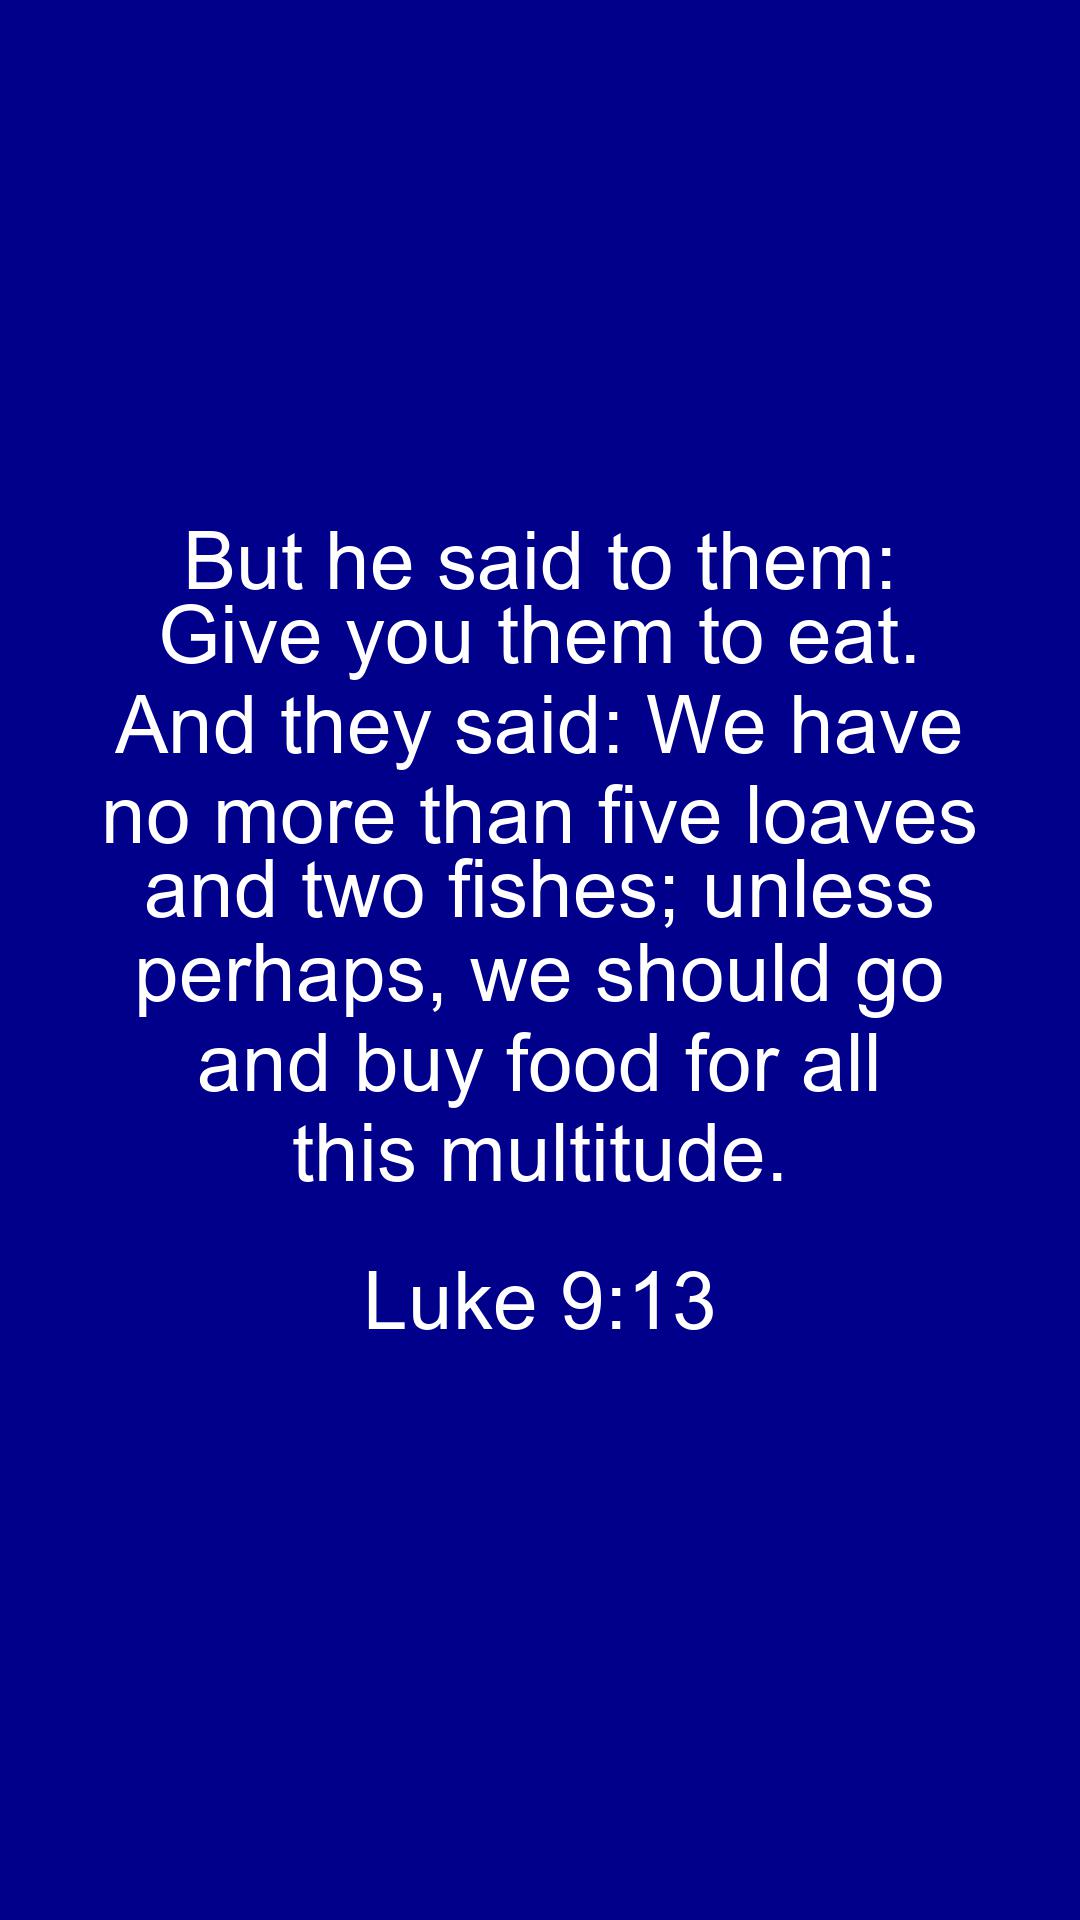 But he said to them:
Give you them to eat.
And they said: We have
no more than five loaves
and two fishes; unless
perhaps, we should go
and buy food for all
this multitude.
Luke 9:13